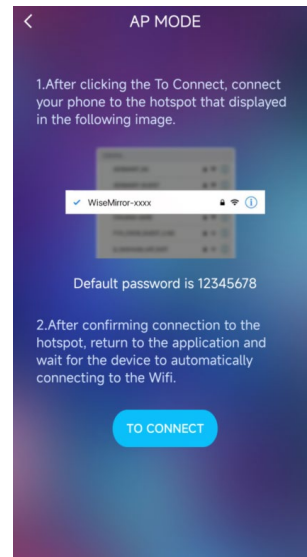 AP MODE
1.After clicking the To Connect, connect
your phone to the hotspot that displayed
in the following image.
WiseMirror-xxxx
Default password is 12345678
2.After confirming connection to the
hotspot, return to the application and
wait for the device to automatically
connecting to the Wifi.
TO CONNECT